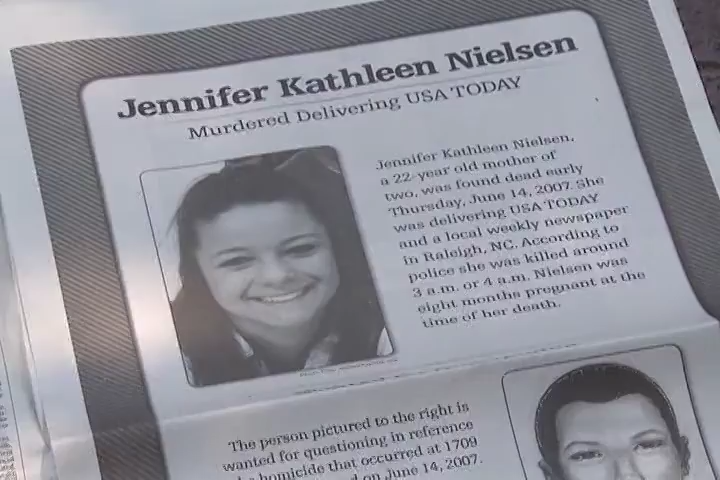 Jennifer Kathleen Nielsen
Murdered Delivering USA TODAY
Jennifer Kathleen Nielsen,
a 22-year old mother of
two, was found dead early
Thursday, June 14, 2007. She
was delivering USA TODAY
and a local weekly newspaper
in Raleigh, NC. According to
police she was killed around
3 a.m. or 4 a.m. Nielsen was
eight months pregnant at the
time of her death.
The person pictured to the right is
wanted for questioning in reference
homicide that occurred at 1709
on June 14, 2007.